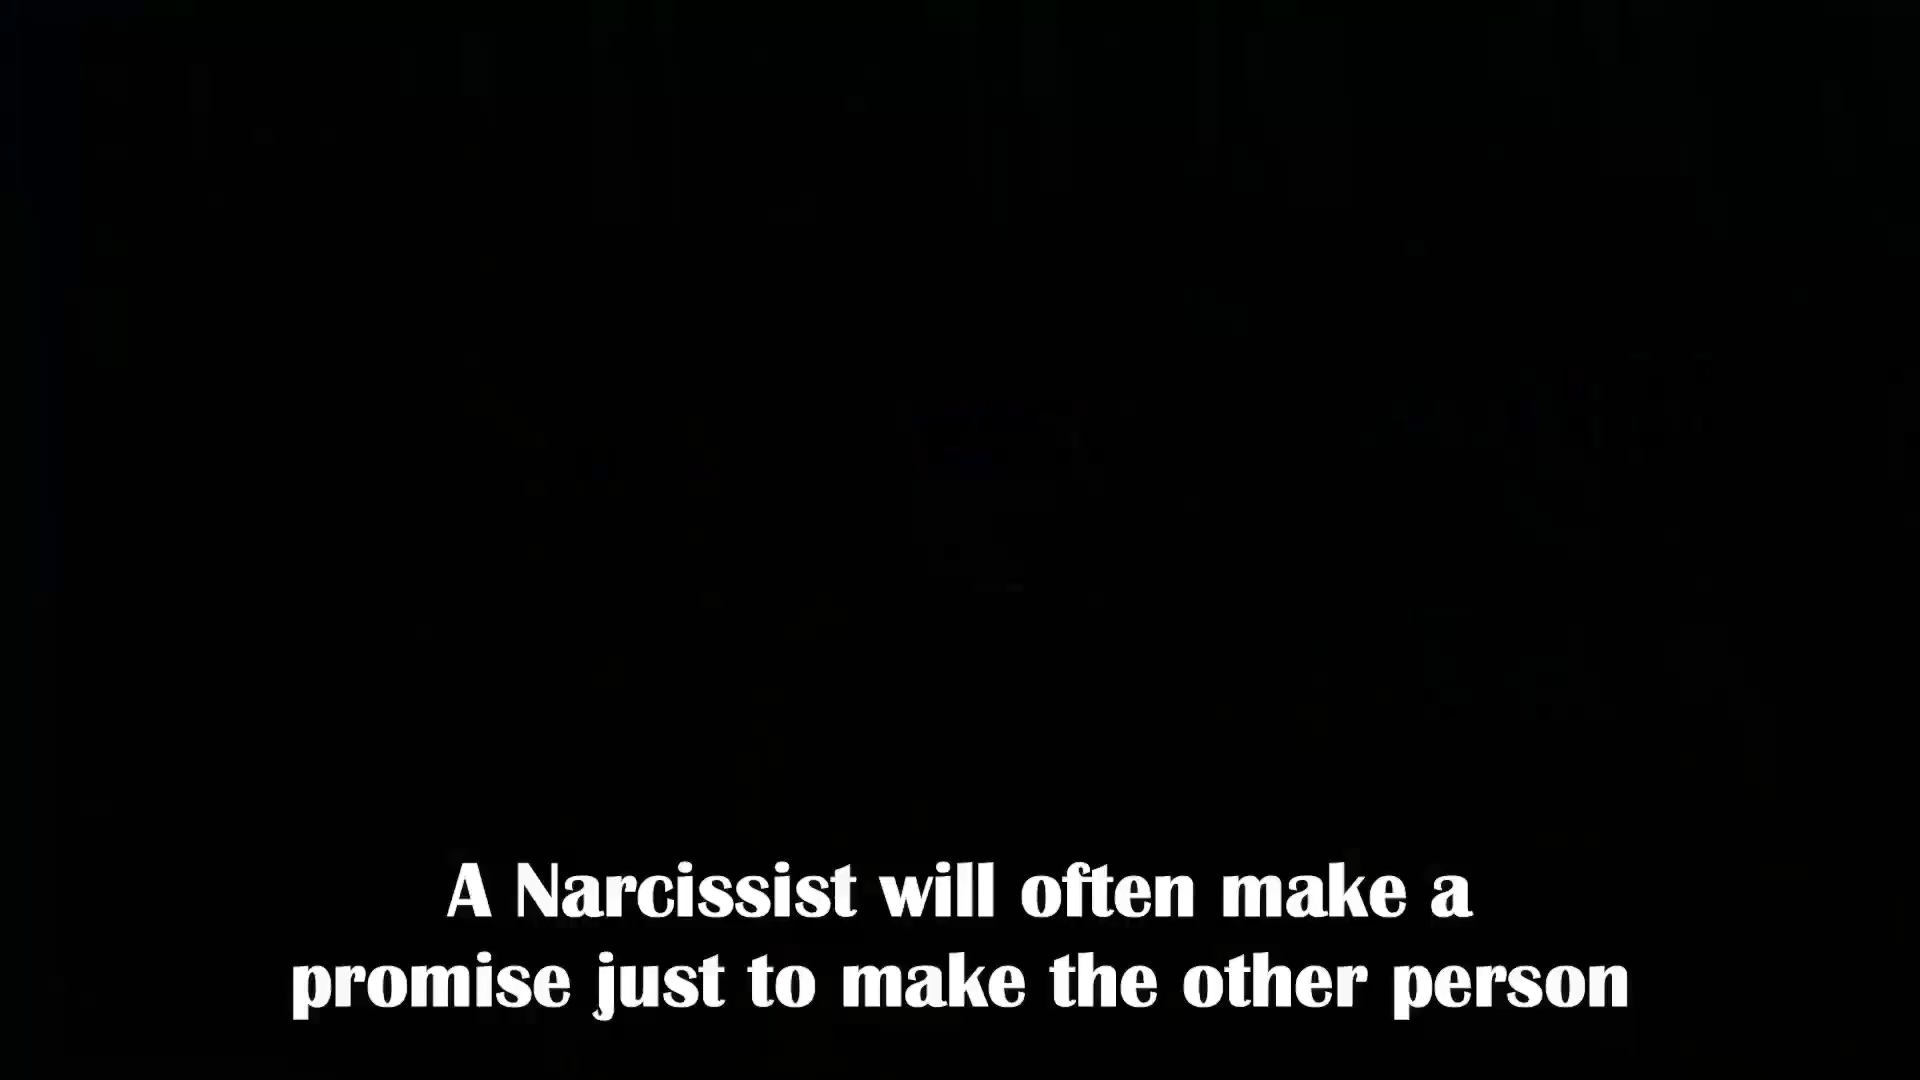 A Narcissist will often make a
promise just to make the other person